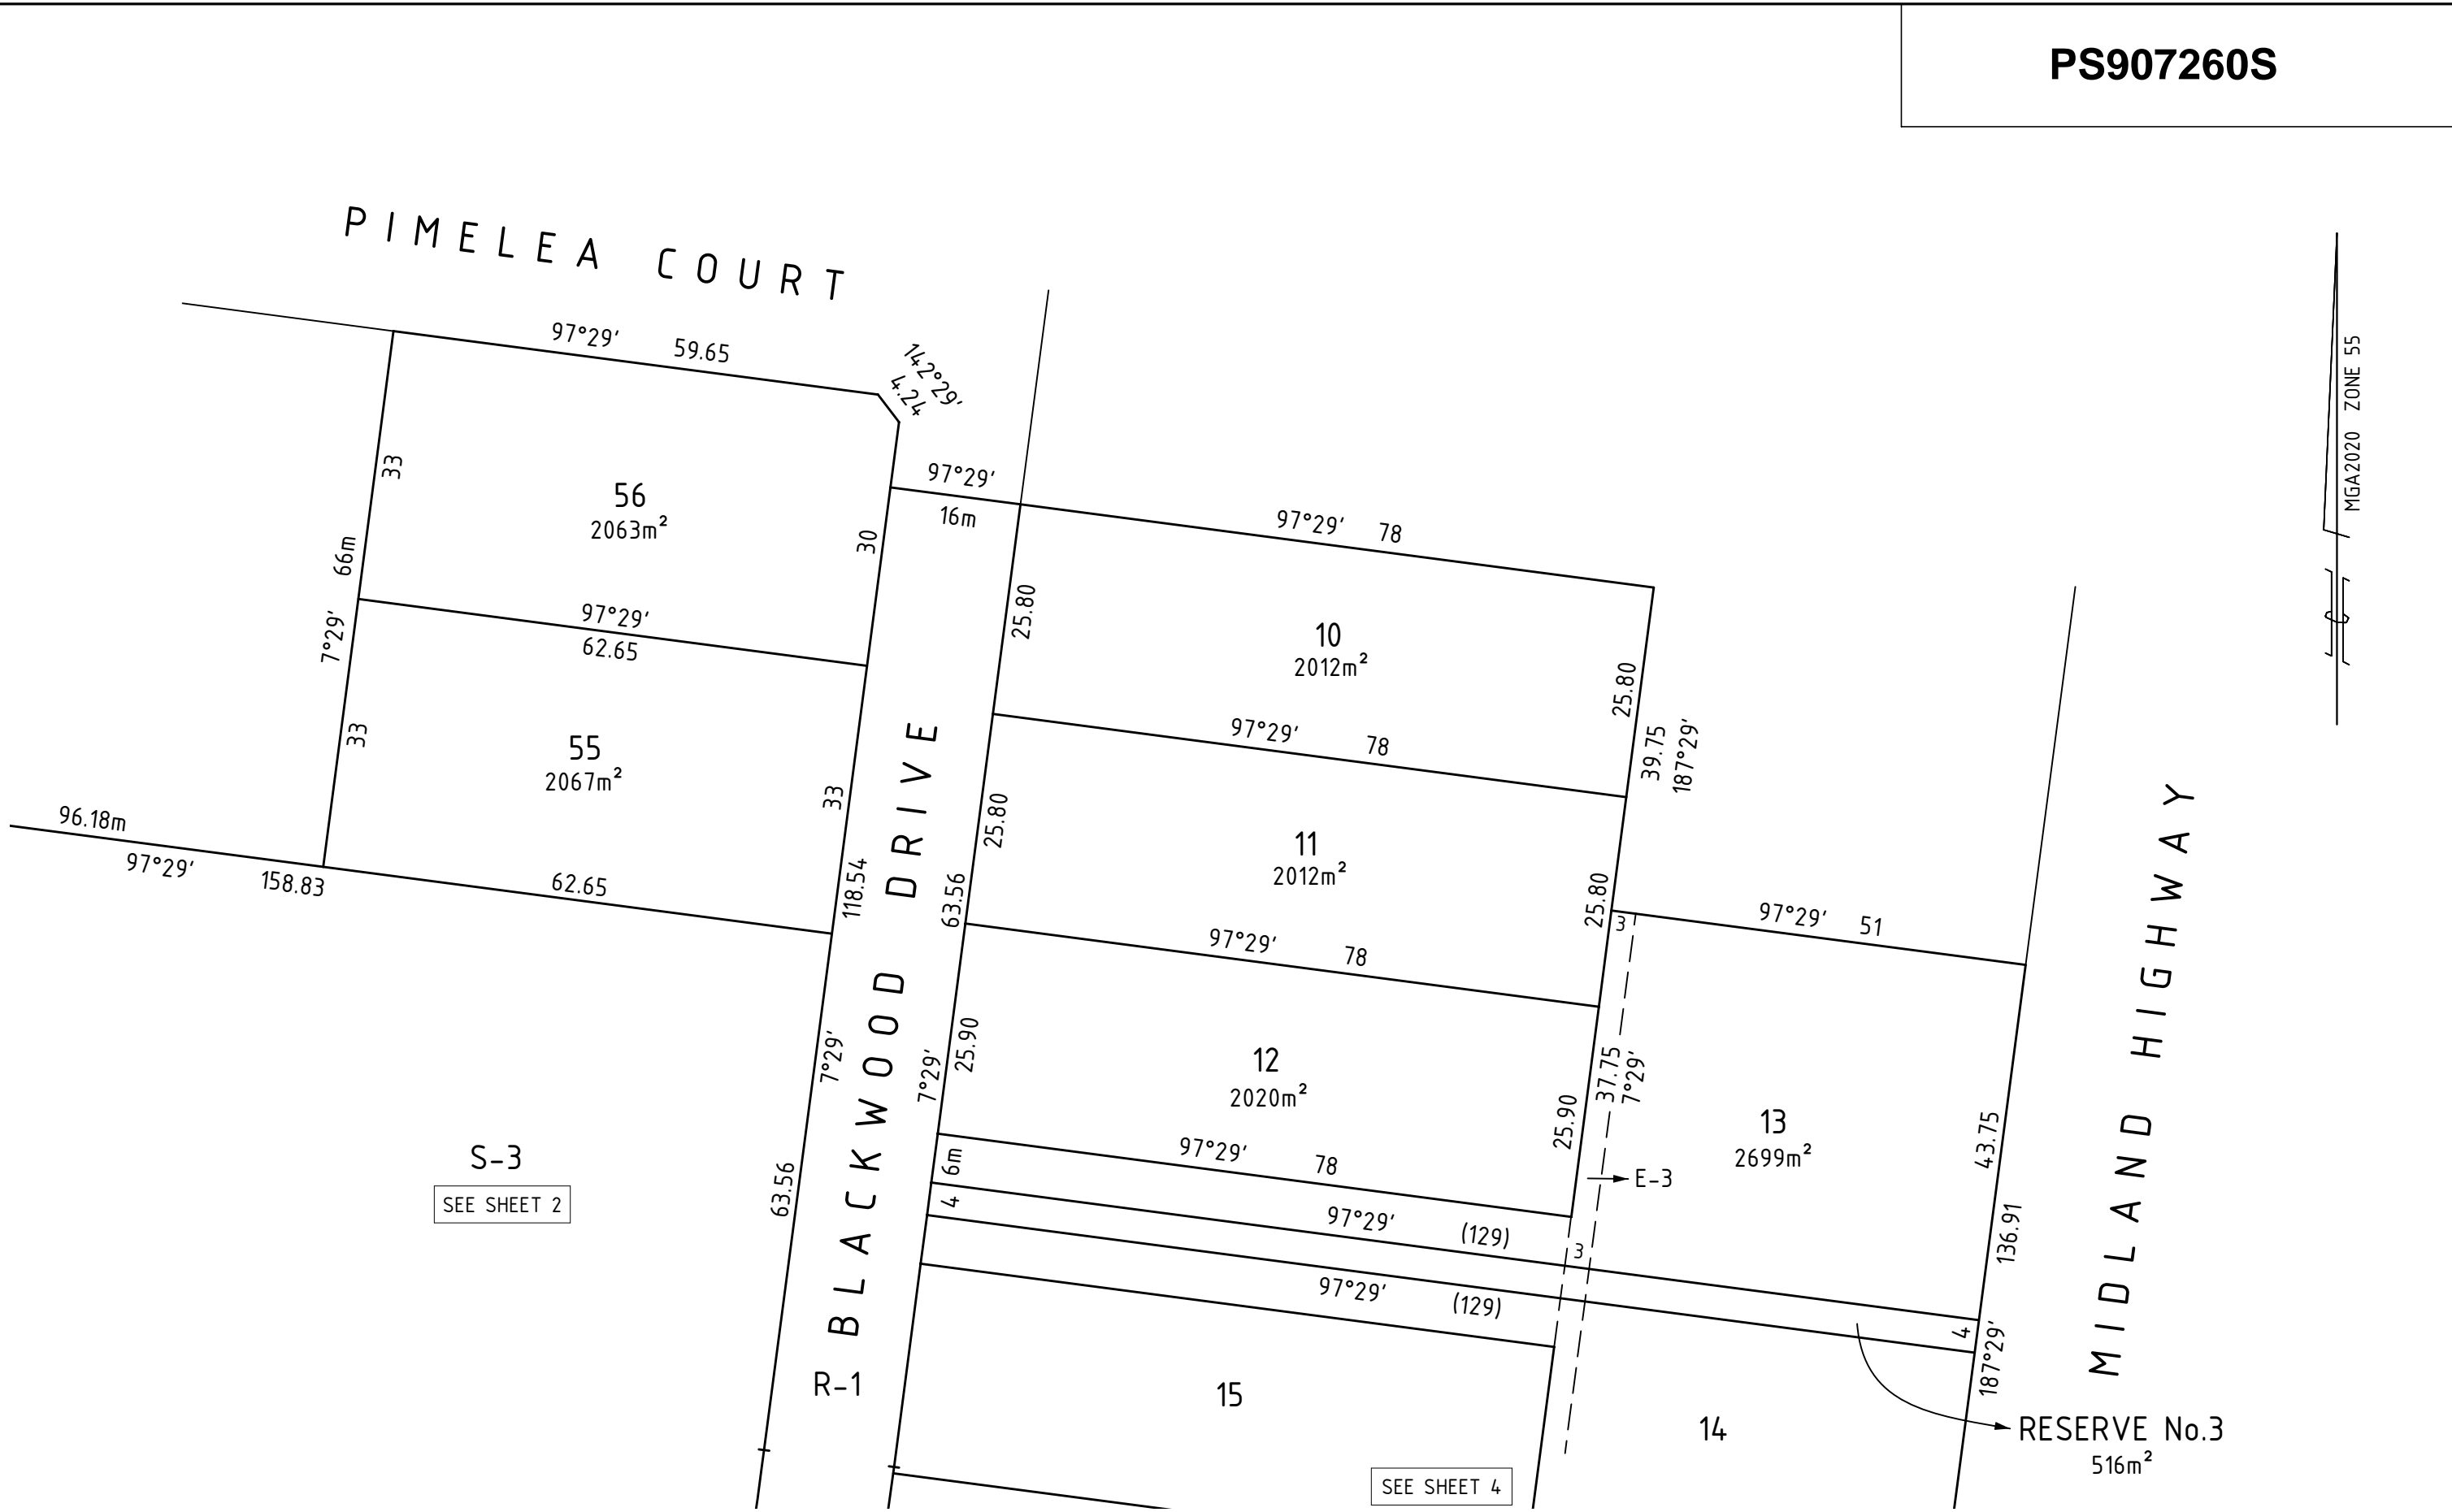 PS907260S
PIMELEA COURT
97°29′ 59.65
142°29′
4.24
MGA2020 ZONE 55
33
56
2063m²
30
97°29′
16m
97°29′ 78
66m
7°29′
97°29′
62.65
25.80
10
2012m²
25.80
39.75
187°29′
33
55
2067m²
33
97°29′ 78
96.18m
97°29′ 158.83
62.65
118.54
25.80
63.56
11
2012m²
25.80
BLACKWOOD DRIVE
97°29′ 78
3
97°29′ 51
MIDLAND HIGHWAY
7°29′
7°29′
25.90
12
2020m²
25.90
37.75
7°29′
13
2699m²
43.75
S-3
SEE SHEET 2
63.56
97°29′ 78
6m
4
E-3
97°29′ (129)
3
136.91
97°29′ (129)
4
187°29′
R-1
15
14
RESERVE No.3
516m²
SEE SHEET 4